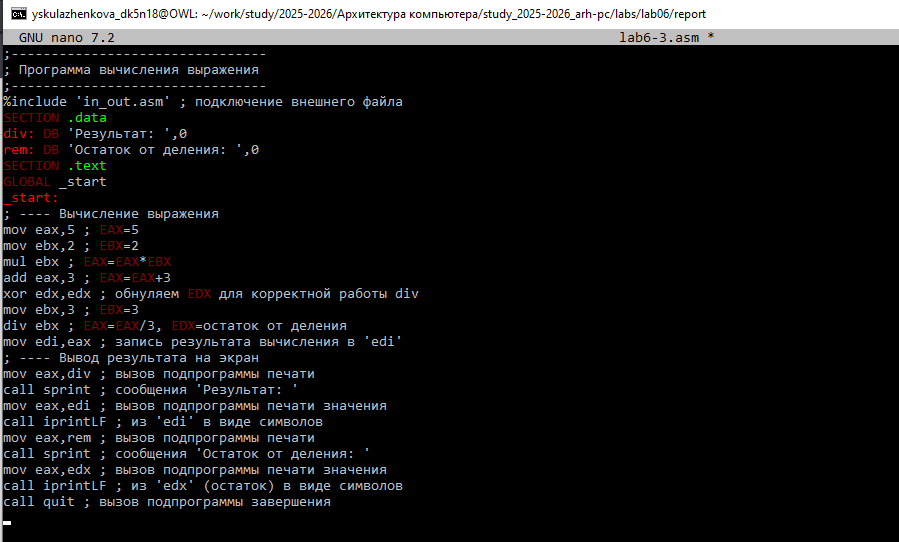 yskulazhenkova_dk5n18@OWL: ~/work/study/2025-2026/Архитектура компьютера/study_2025-2026_arh-pc/labs/lab06/report
GNU nano 7.2 lab6-3.asm *
;--------------------------------
; Программа вычисления выражения
;--------------------------------
%include 'in_out.asm' ; подключение внешнего файла
SECTION .data
div: DB 'Результат: ',0
rem: DB 'Остаток от деления: ',0
SECTION .text
GLOBAL _start
_start:
; ---- Вычисление выражения
mov eax,5 ; EAX=5
mov ebx,2 ; EBX=2
mul ebx ; EAX=EAX*EBX
add eax,3 ; EAX=EAX+3
xor edx,edx ; обнуляем EDX для корректной работы div
mov ebx,3 ; EBX=3
div ebx ; EAX=EAX/3, EDX=остаток от деления
mov edi,eax ; запись результата вычисления в 'edi'
; ---- Вывод результата на экран
mov eax,div ; вызов подпрограммы печати
call sprint ; сообщения 'Результат: '
mov eax,edi ; вызов подпрограммы печати значения
call iprintLF ; из 'edi' в виде символов
mov eax,rem ; вызов подпрограммы печати
call sprint ; сообщения 'Остаток от деления: '
mov eax,edx ; вызов подпрограммы печати значения
call iprintLF ; из 'edx' (остаток) в виде символов
call quit ; вызов подпрограммы завершения